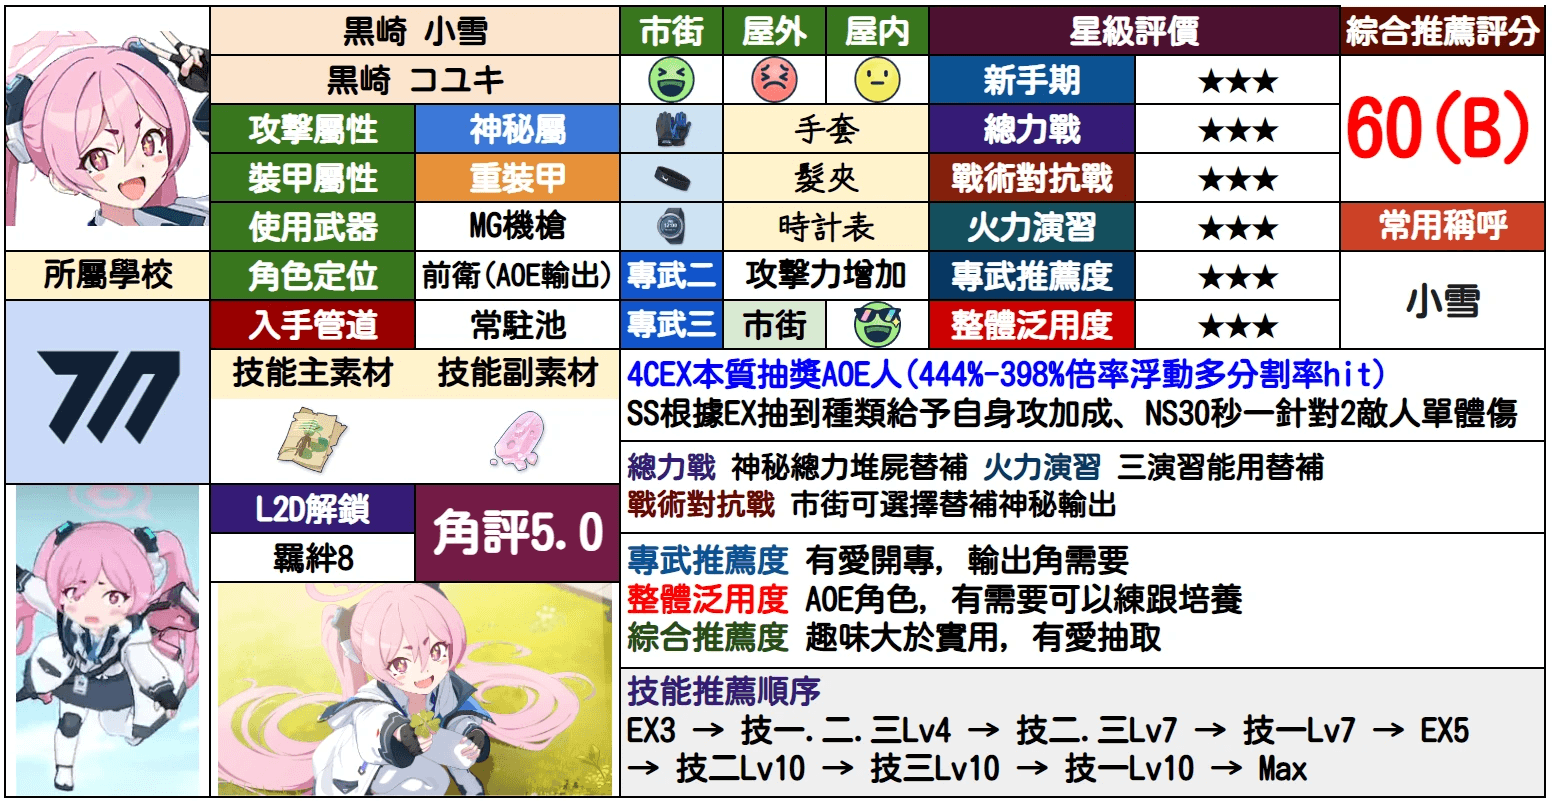 黒崎 小雪
市街 屋外 屋内
星級評價
綜合推薦評分
黒崎 コユキ
新手期 ★★★
60(B)
攻擊屬性 神秘屬
手套
總力戰 ★★★
裝甲屬性 重裝甲
髮夾
戰術對抗戰 ★★★
使用武器 MG機槍
時計表
火力演習 ★★★
常用稱呼
所屬學校
角色定位 前衛(AOE輸出)
專武二 攻擊力增加
專武推薦度 ★★★
小雪
入手管道 常駐池
專武三 市街
整體泛用度 ★★★
技能主素材 技能副素材
4CEX本質抽獎AOE人(444%-398%倍率浮動多分割率hit)
SS根據EX抽到種類給予自身攻加成、NS30秒一針對2敵人單體傷
總力戰 神秘總力堆屍替補 火力演習 三演習能用替補
戰術對抗戰 市街可選擇替補神秘輸出
L2D解鎖
角評5.0
羈絆8
專武推薦度 有愛開專, 輸出角需要
整體泛用度 AOE角色, 有需要可以練跟培養
綜合推薦度 趣味大於實用, 有愛抽取
技能推薦順序
EX3 → 技一.二.三Lv4 → 技二.三Lv7 → 技一Lv7 → EX5
→ 技二Lv10 → 技三Lv10 → 技一Lv10 → Max